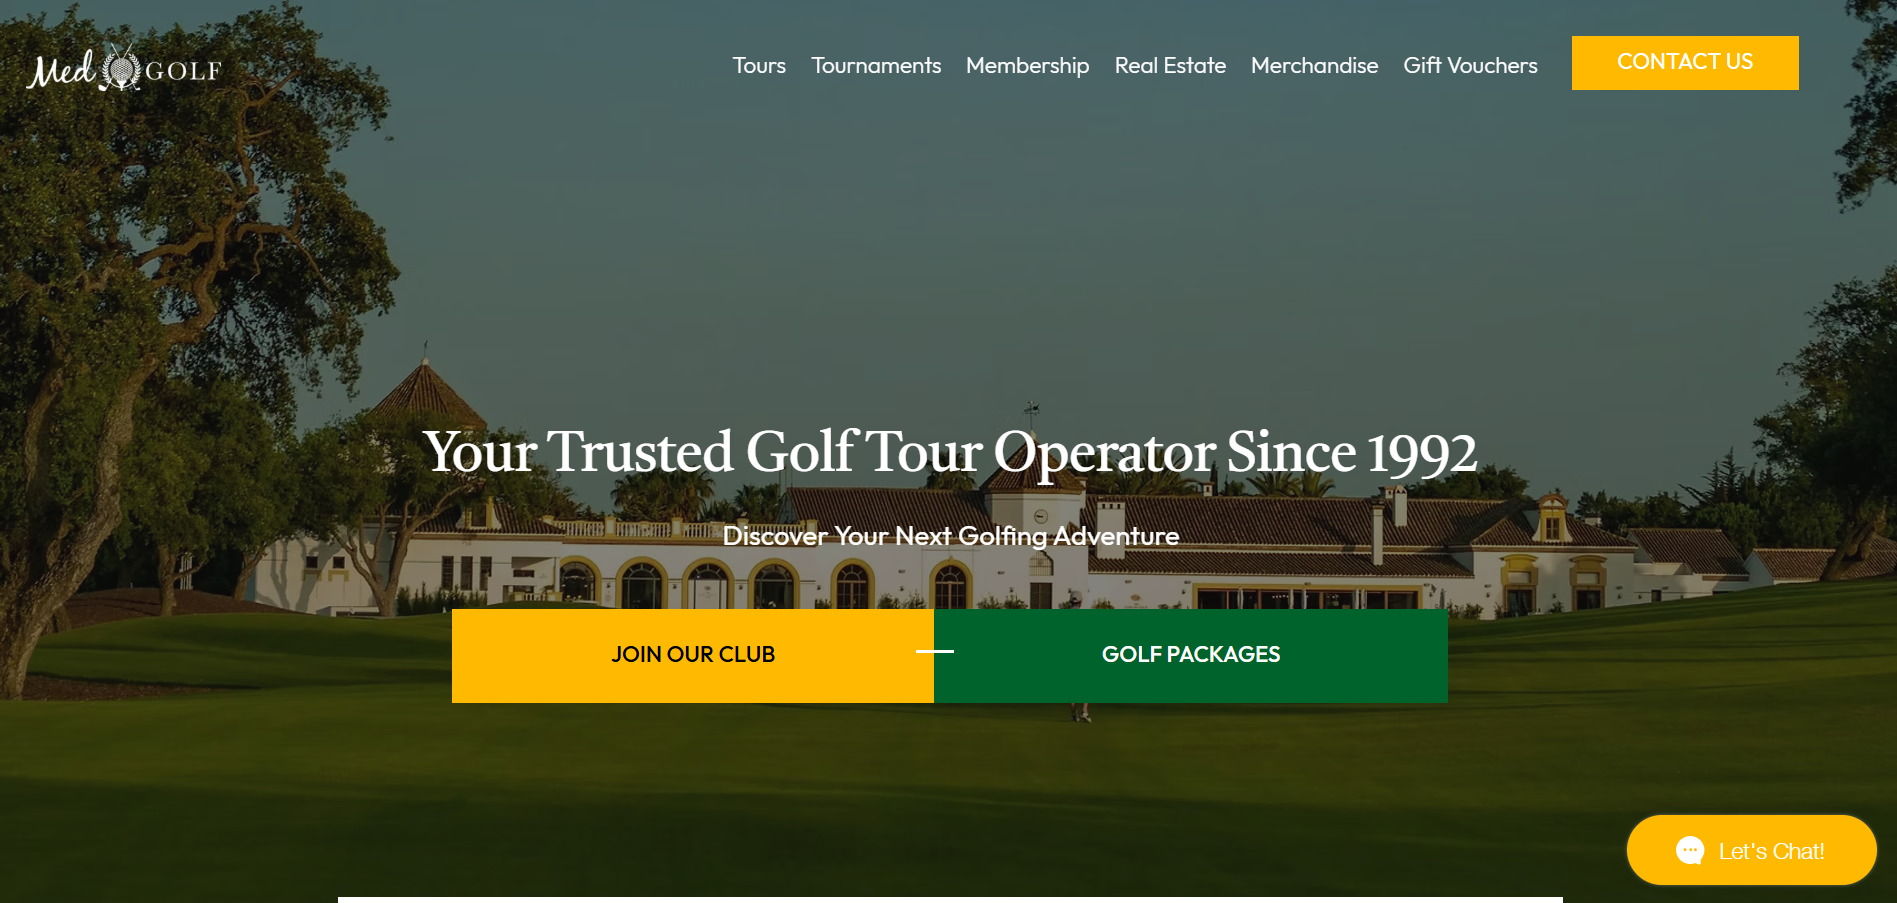 Med GOLF
Tours Tournaments Membership Real Estate Merchandise Gift Vouchers CONTACT US
Your Trusted Golf Tour Operator Since 1992
Discover Your Next Golfing Adventure
JOIN OUR CLUB GOLF PACKAGES
Let's Chat!